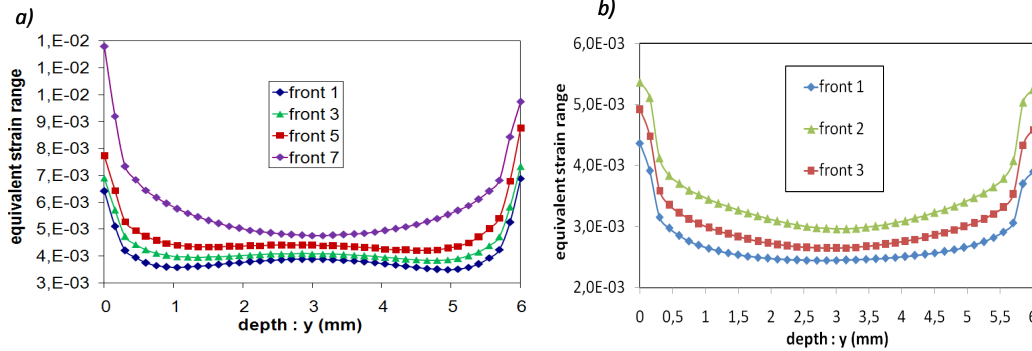 a)
equivalent strain range
1,E-02
1,E-02
1,E-02
9,E-03
8,E-03
7,E-03
6,E-03
5,E-03
4,E-03
3,E-03
front 1
front 3
front 5
front 7
0 1 2 3 4 5 6
depth : y (mm)
b)
equivalent strain range
6,0E-03
5,0E-03
4,0E-03
3,0E-03
2,0E-03
front 1
front 2
front 3
0 0,5 1 1,5 2 2,5 3 3,5 4 4,5 5 5,5 6
depth : y (mm)